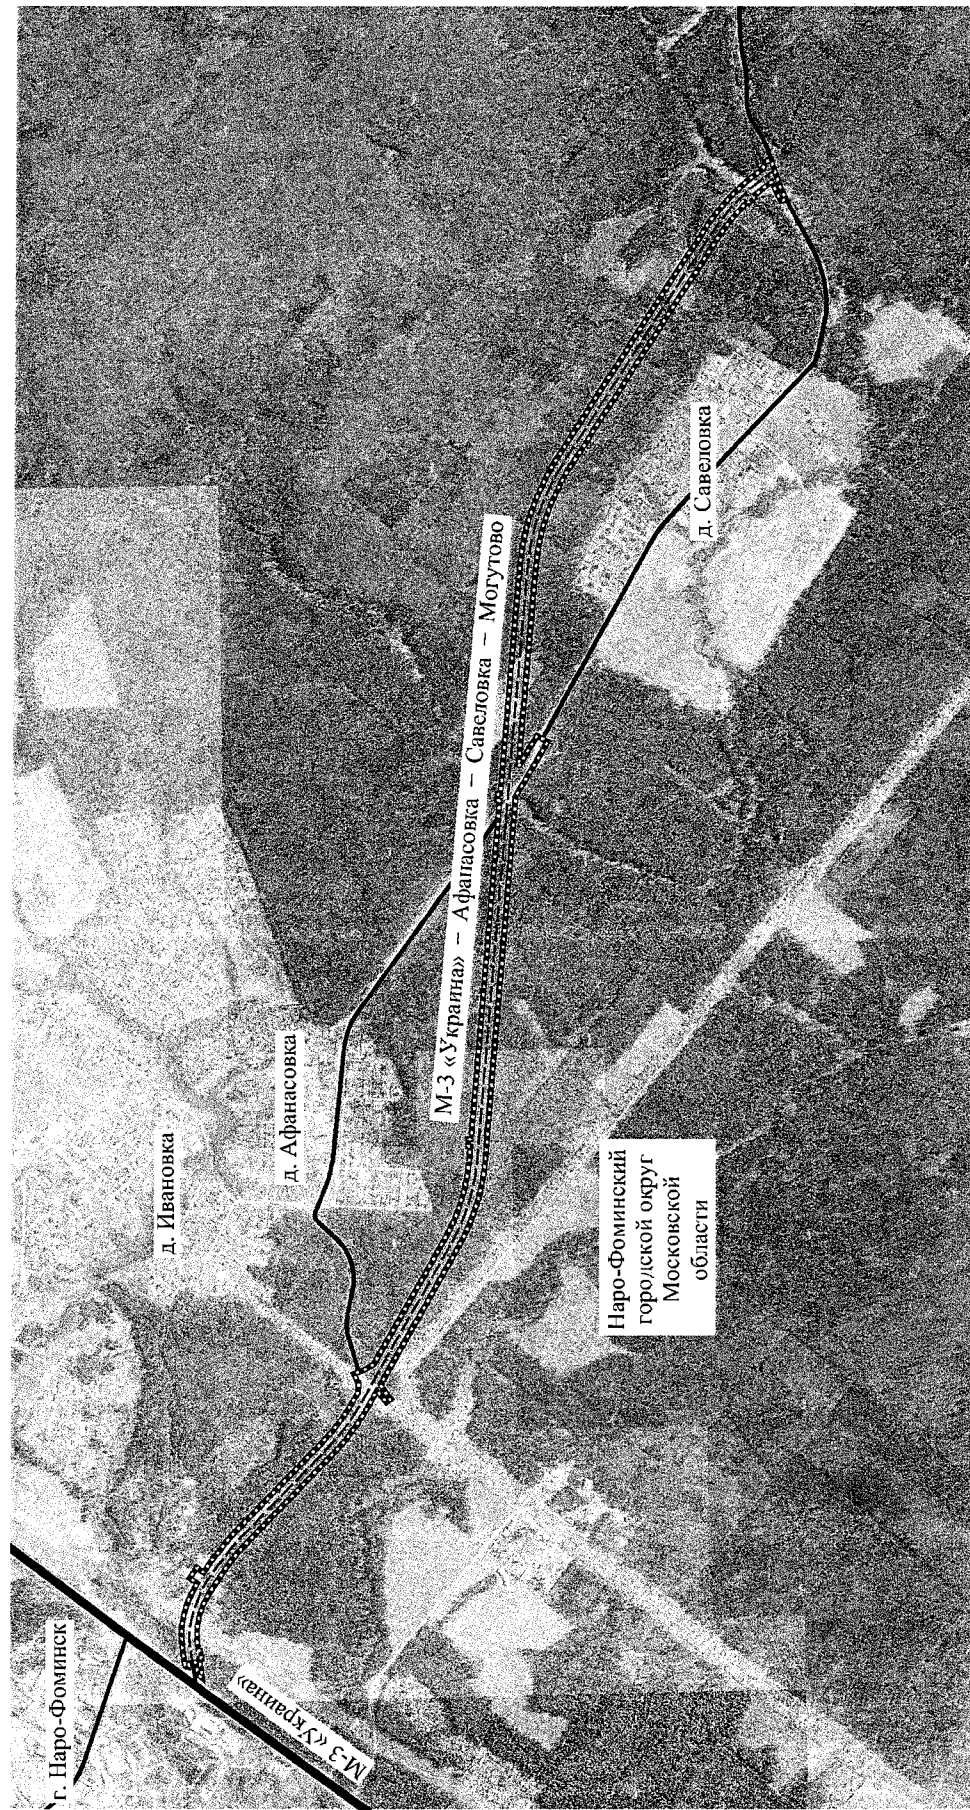 г. Наро-Фоминск
М-3 «Украина»
д. Ивановка
д. Афанасовка
М-3 «Украина» – Афанасовка – Савеловка – Могутово
д. Савеловка
Наро-Фоминский
городской округ
Московской
области